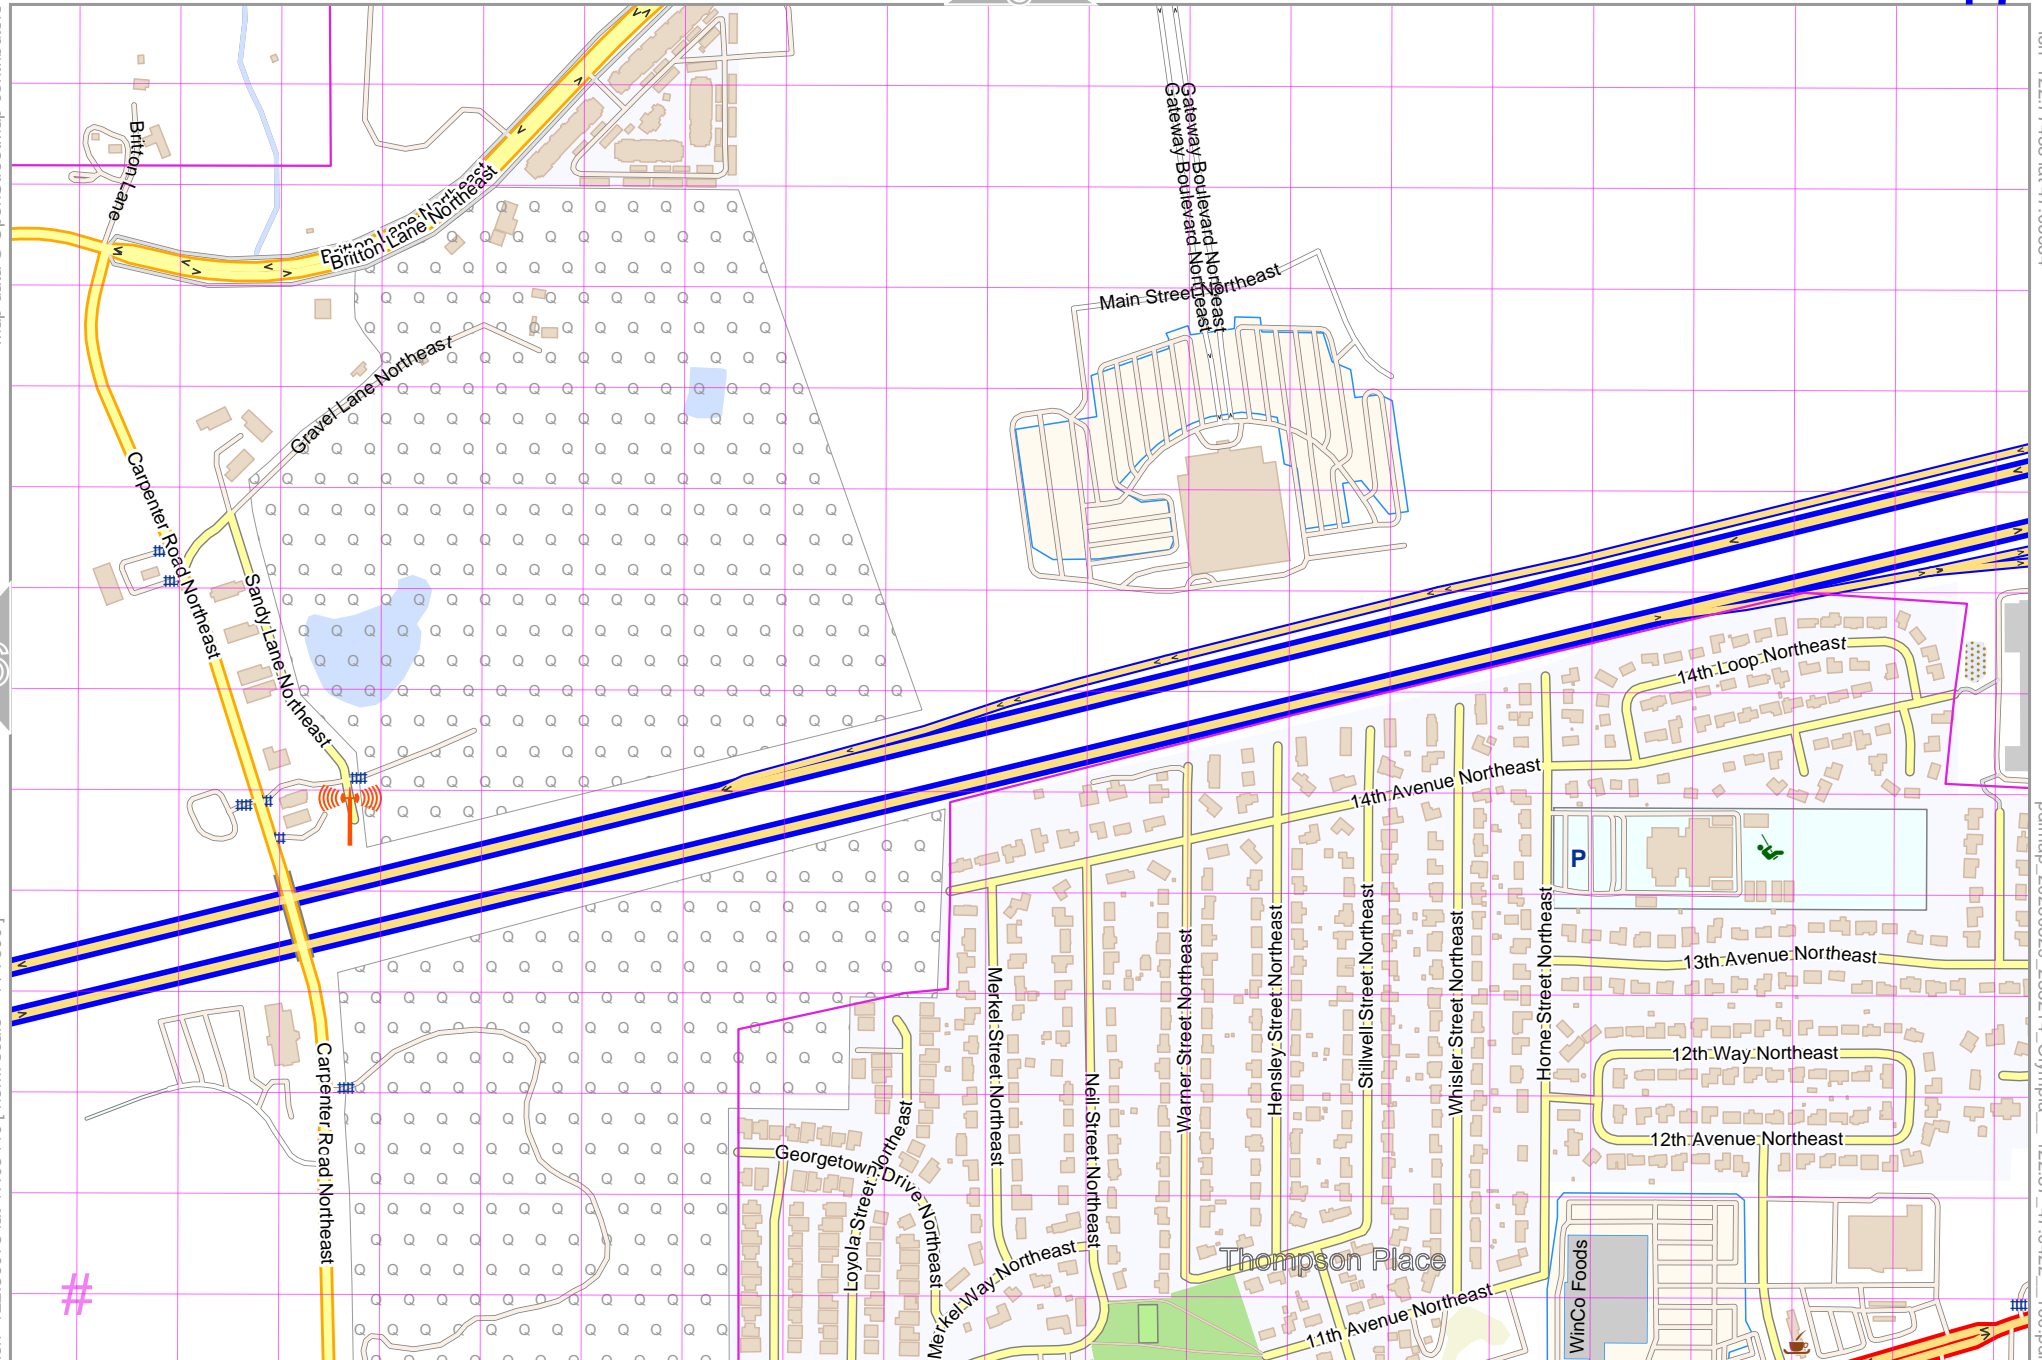 Britton Lane
Britton Lane Northeast
Britton Lane Northeast
Gateway Boulevard Northeast
Gateway Boulevard Northeast
Main Street Northeast
Gravel Lane Northeast
Carpenter Road Northeast
Sandy Lane Northeast
14th Loop Northeast
14th Avenue Northeast
P
13th Avenue Northeast
12th Way Northeast
12th Avenue Northeast
Carpenter Road Northeast
Merkel Street Northeast
Neil Street Northeast
Warner Street Northeast
Hensley Street Northeast
Stillwell Street Northeast
Whisler Street Northeast
Horne Street Northeast
Georgetown Drive Northeast
Loyola Street Northeast
Merkel Way Northeast
Thompson Place
11th Avenue Northeast
WinCo Foods
#